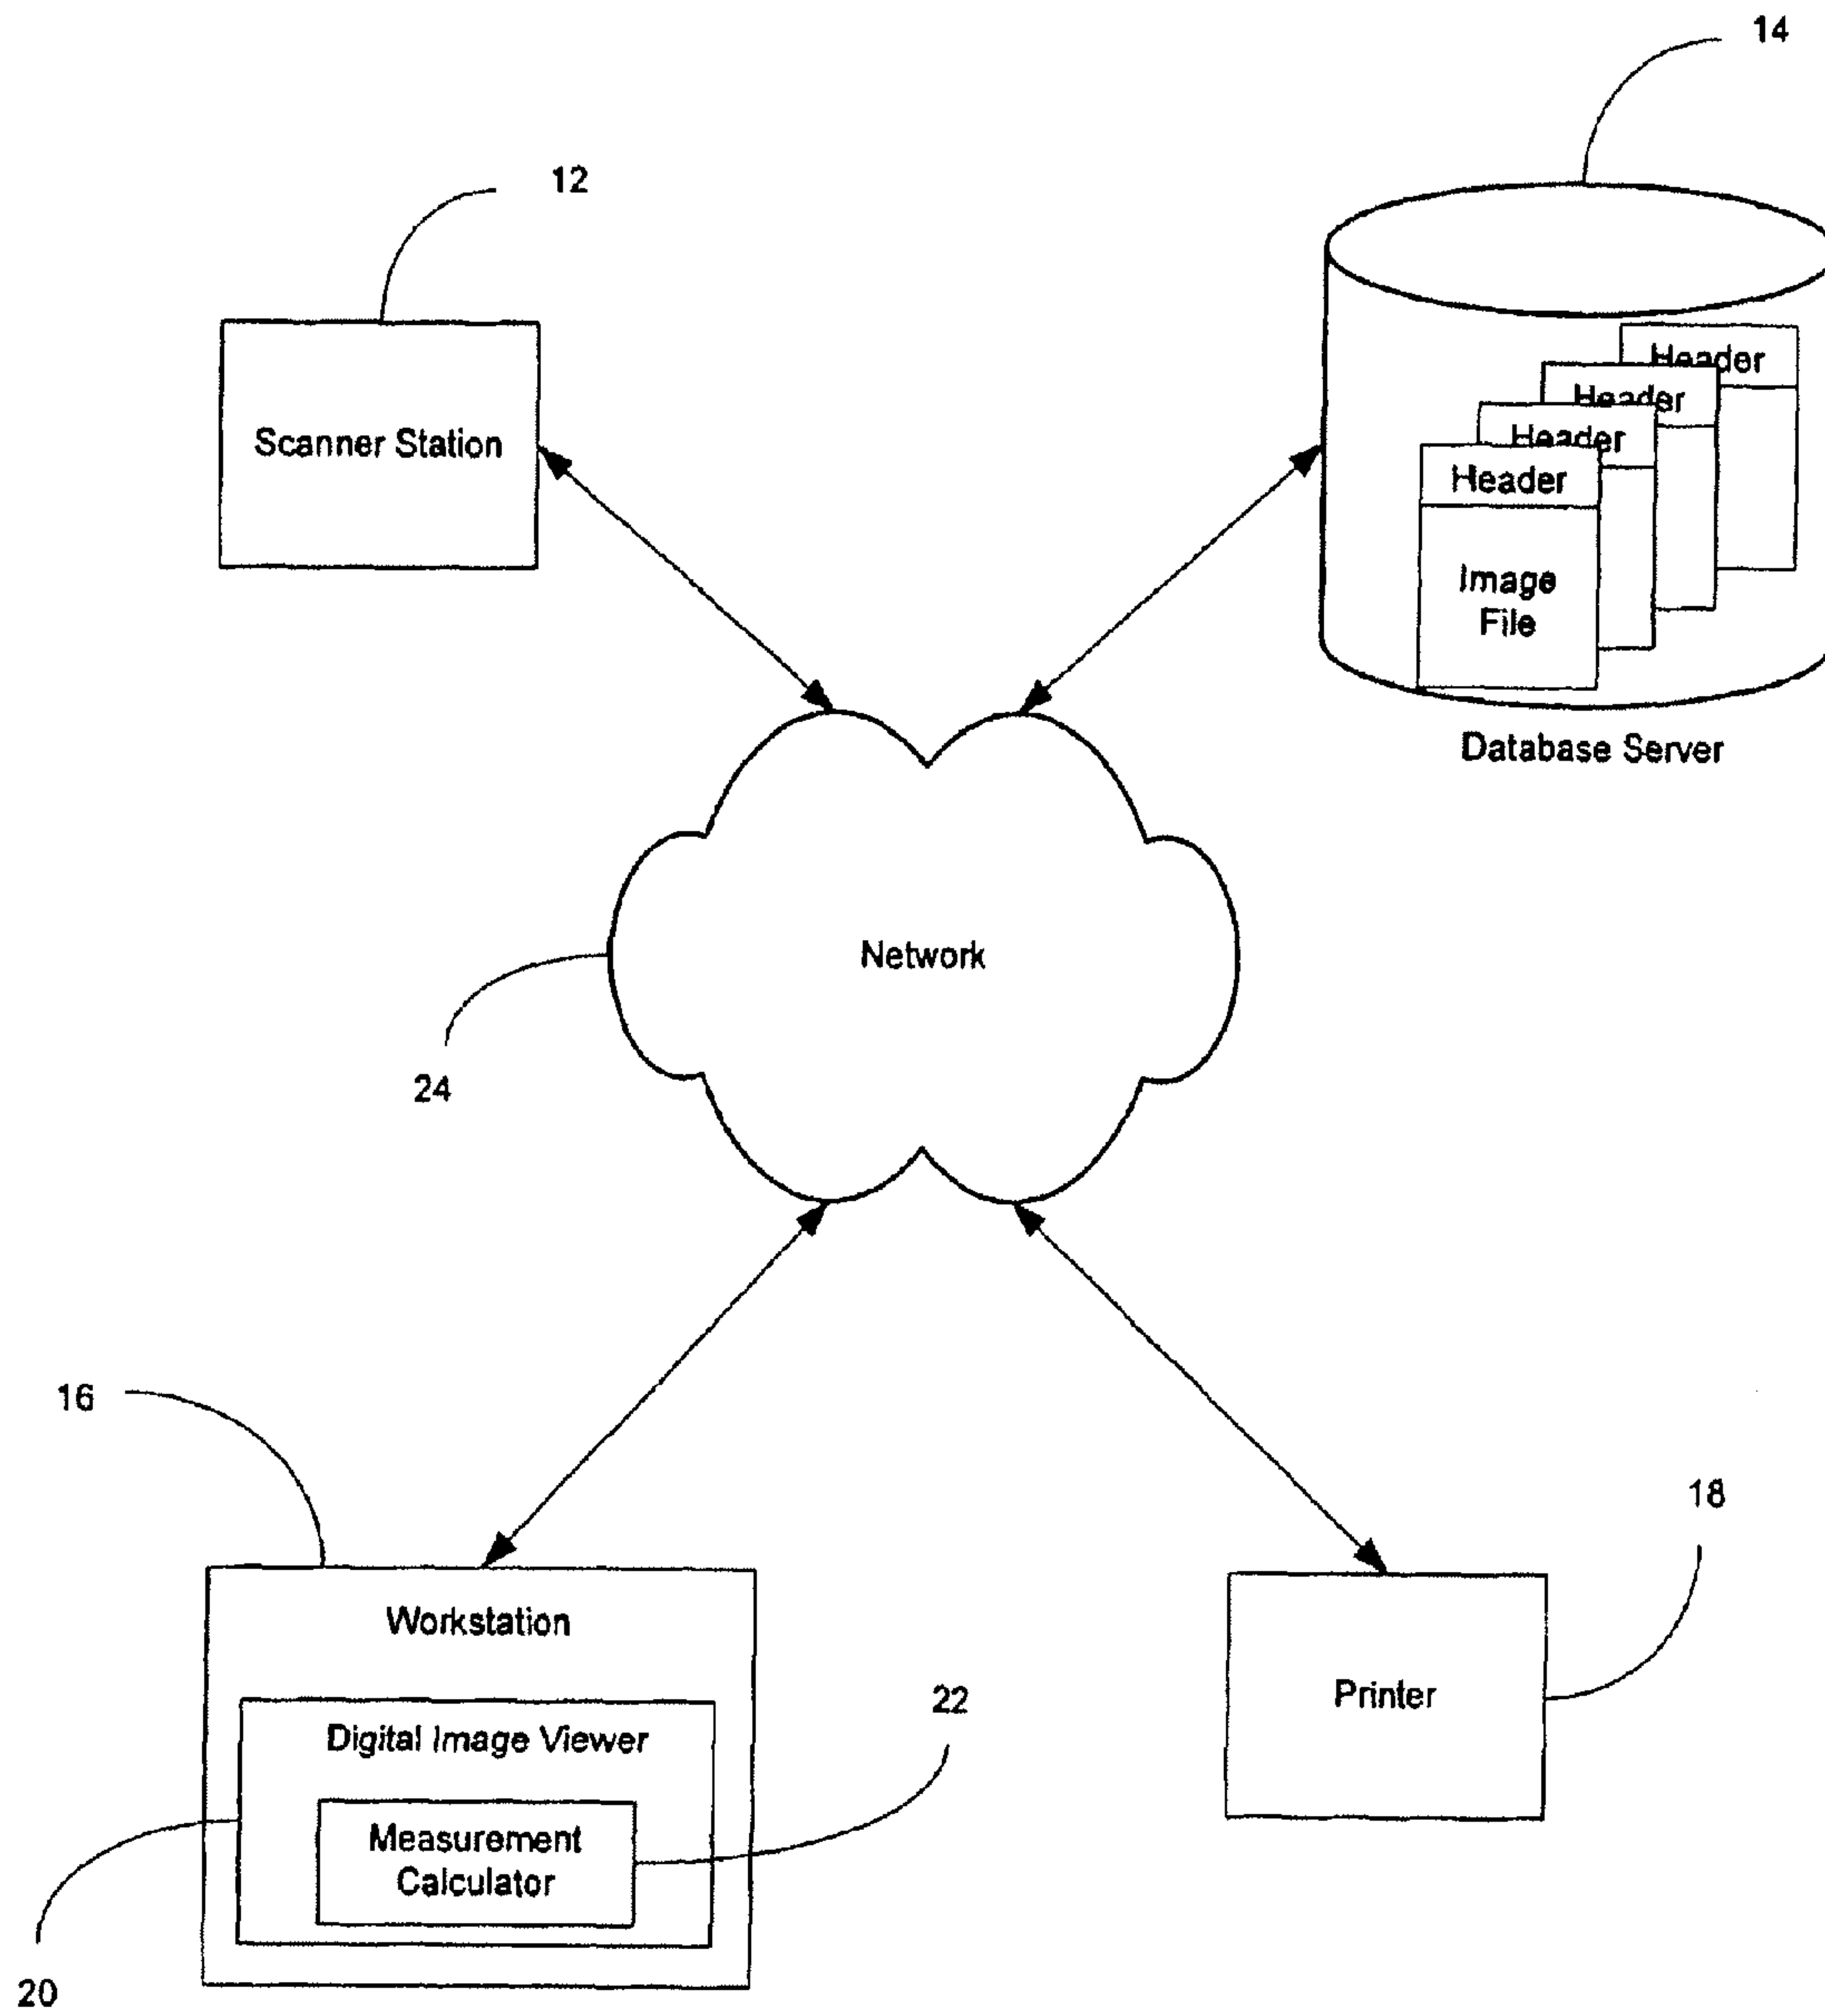 14
12
Scanner Station
Header
Header
Header
Header
Image
File
Database Server
Network
24
16
18
Workstation
Printer
22
Digital Image Viewer
Measurement
Calculator
20